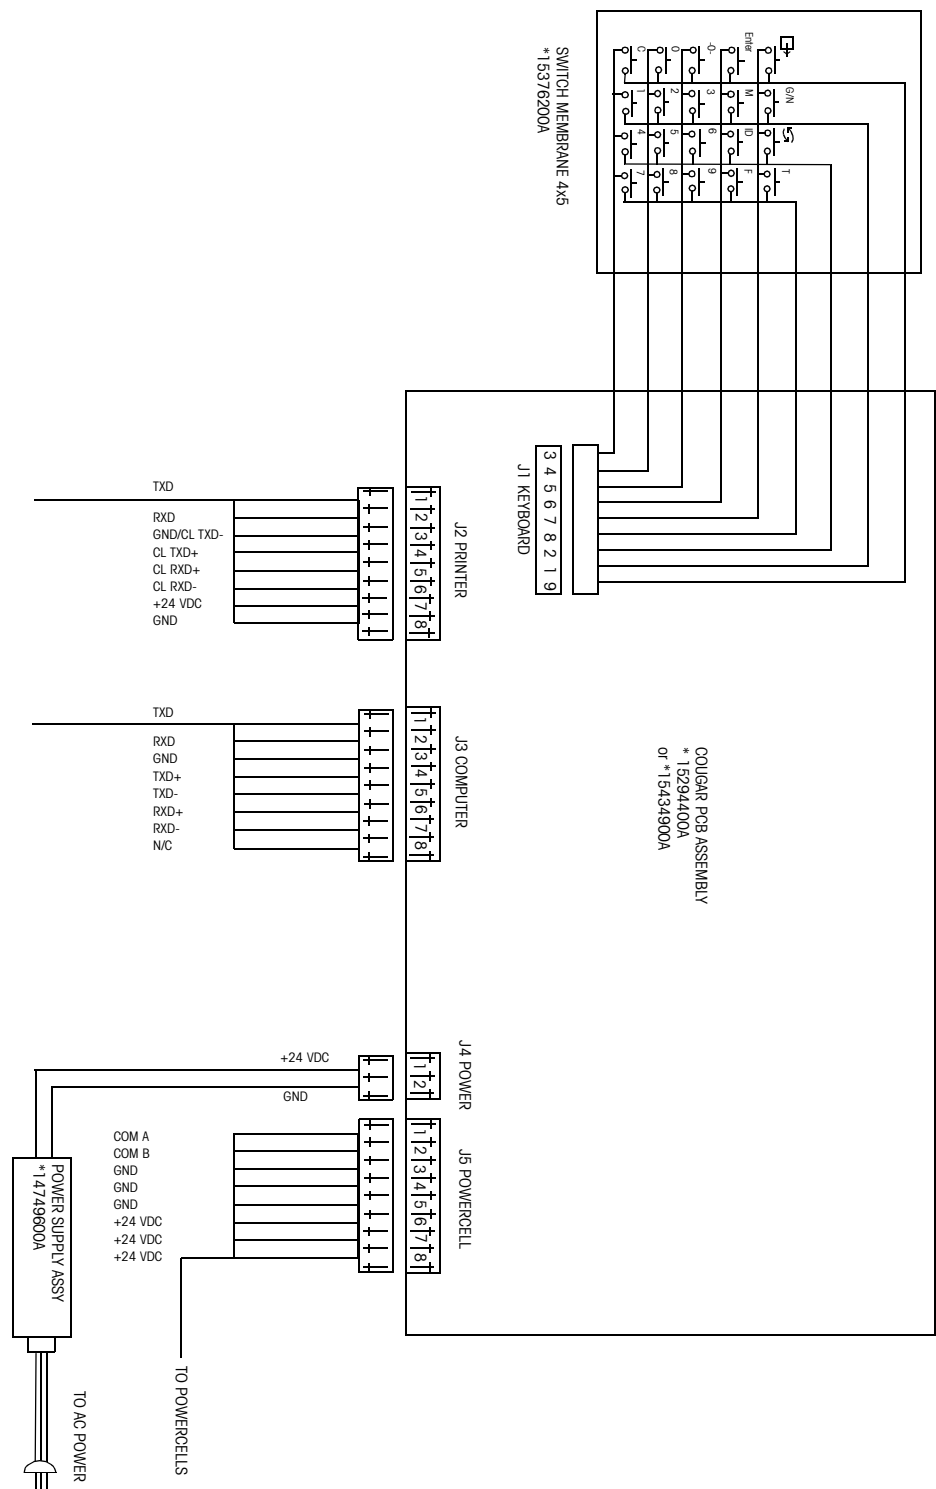 Enter
G/N
C
0
-0-
1
2
3
M
4
5
6
ID
7
8
9
F
T
SWITCH MEMBRANE 4x5
*15376200A
3 4 5 6 7 8 2 1 9
J1 KEYBOARD
TXD
RXD
GND/CL TXD-
CL TXD+
CL RXD+
CL RXD-
+24 VDC
GND
1 2 3 4 5 6 7 8
J2 PRINTER
TXD
RXD
GND
TXD+
TXD-
RXD+
RXD-
N/C
1 2 3 4 5 6 7 8
J3 COMPUTER
COUGAR PCB ASSEMBLY
* 15294400A
or *15434900A
+24 VDC
GND
1 2
J4 POWER
COM A
COM B
GND
GND
GND
+24 VDC
+24 VDC
+24 VDC
1 2 3 4 5 6 7 8
J5 POWERCELL
POWER SUPPLY ASSY
*14749600A
TO POWERCELLS
TO AC POWER